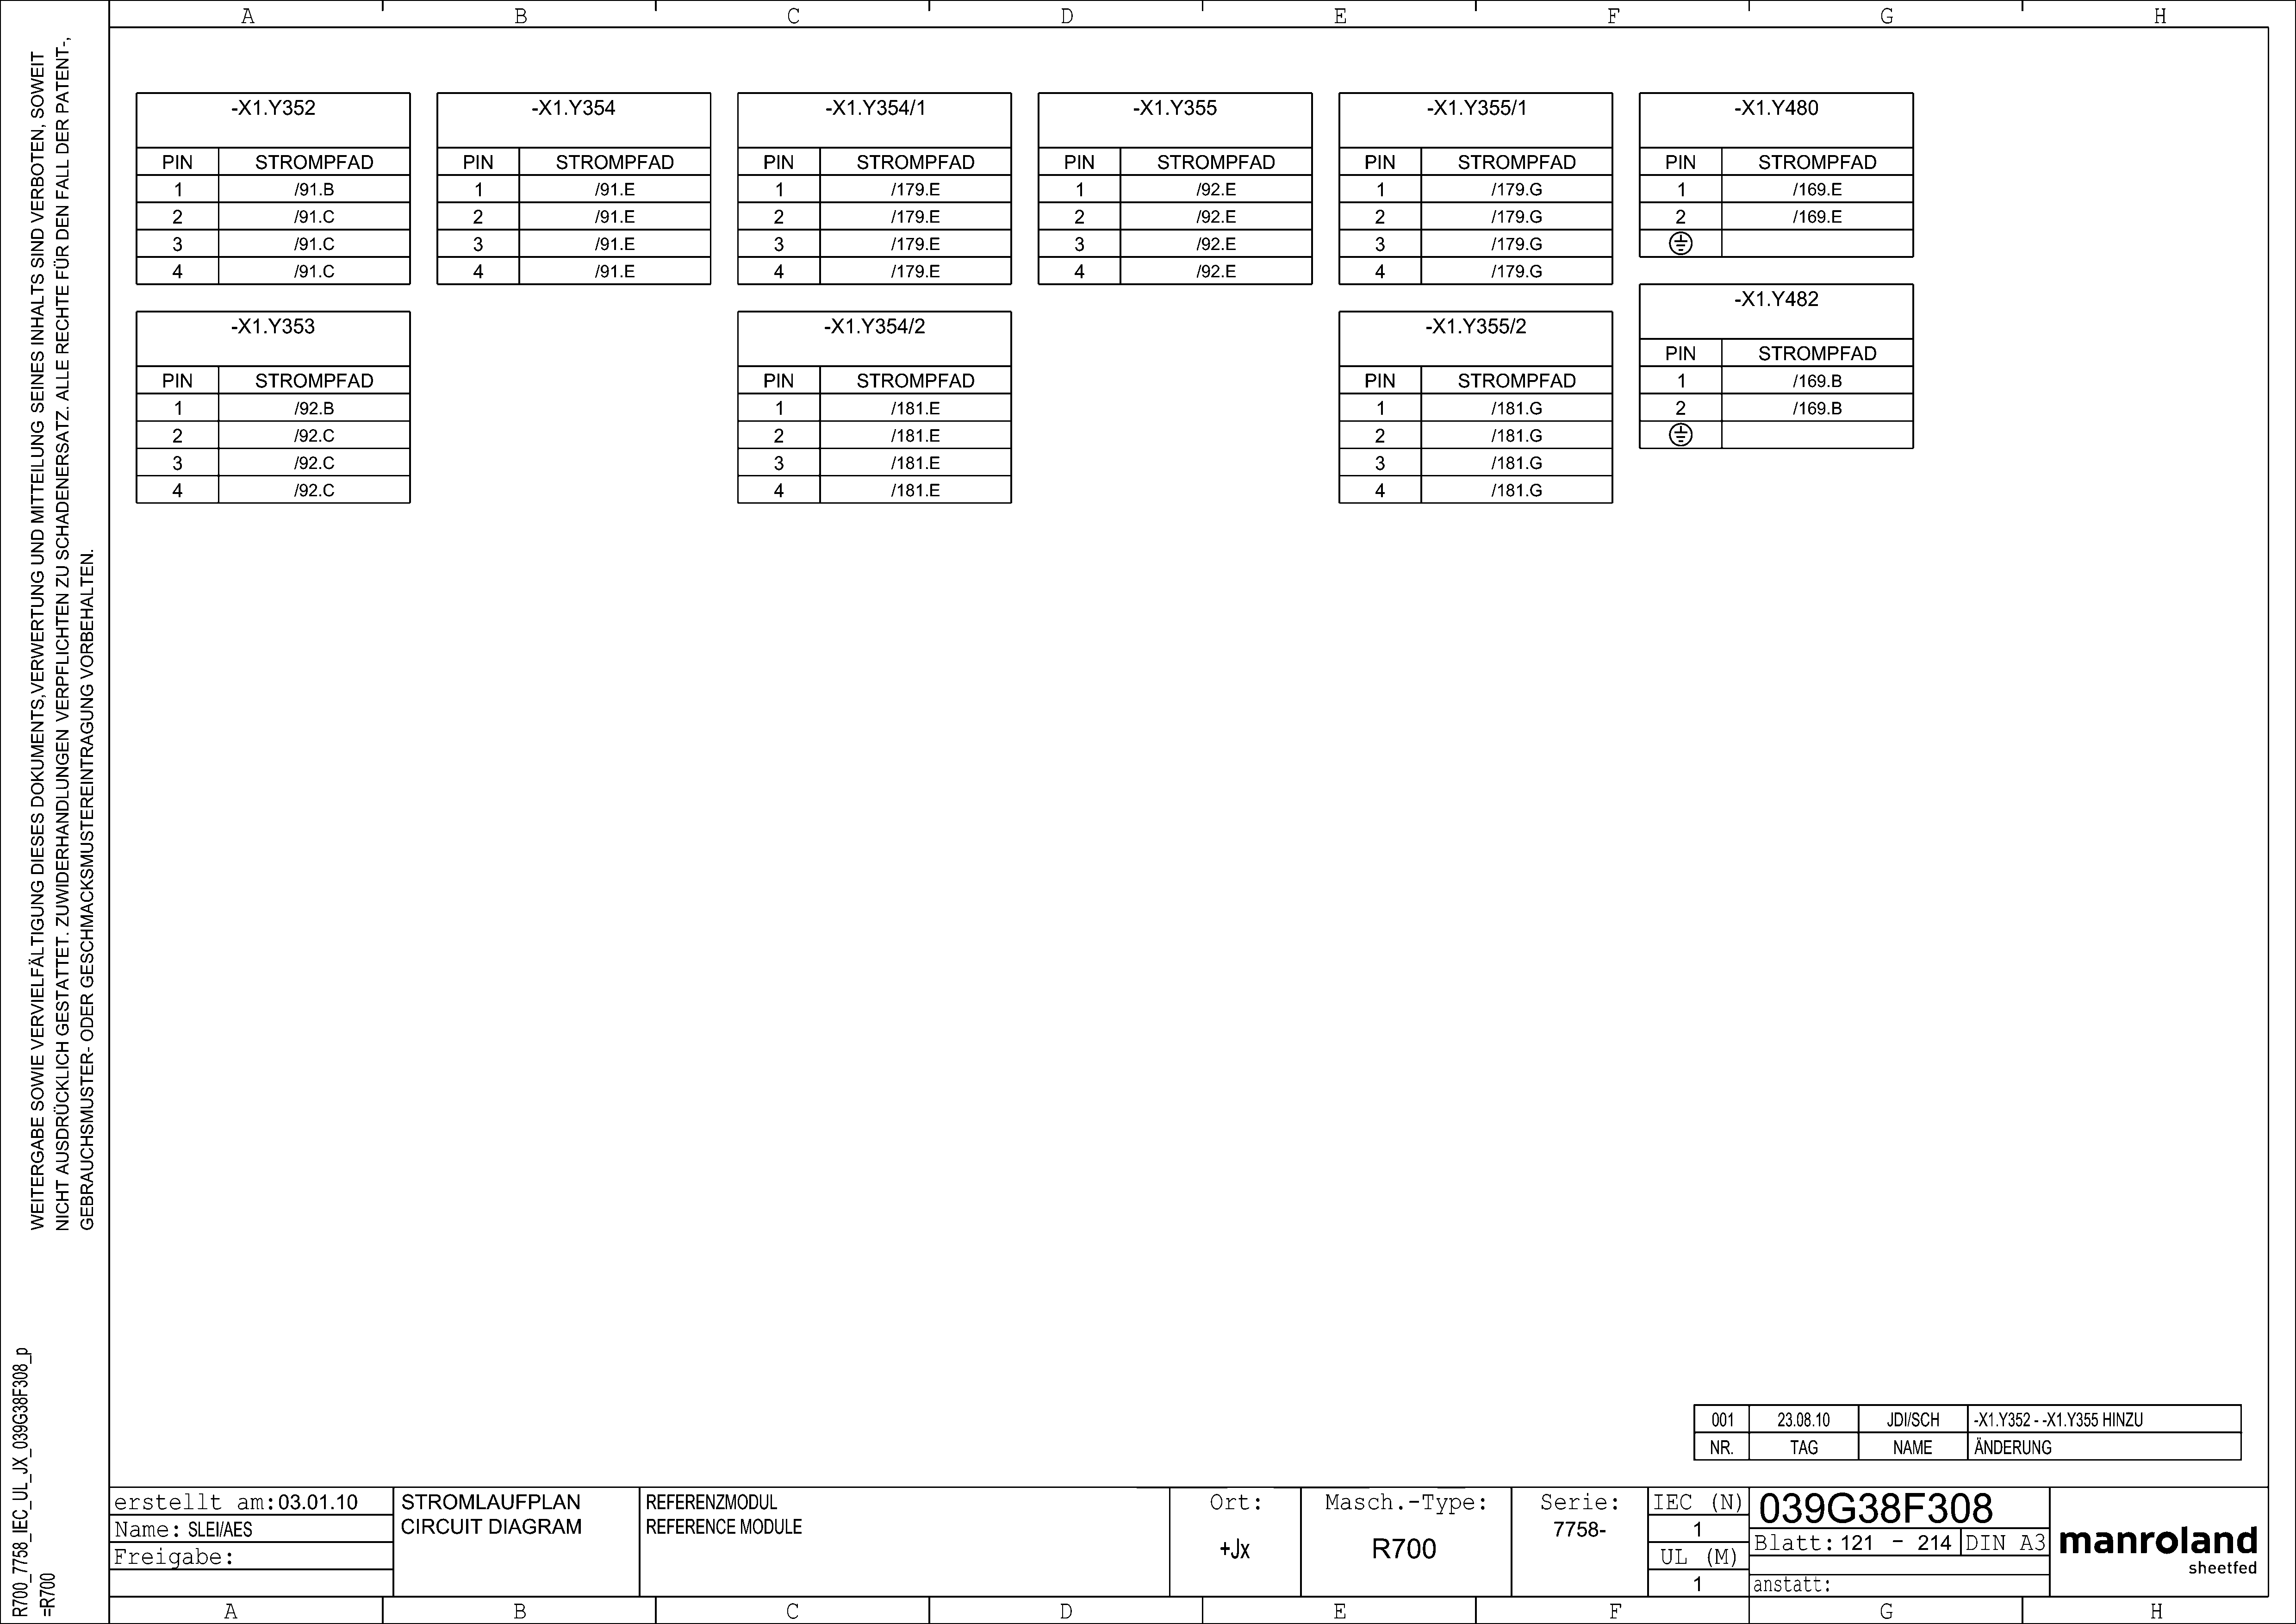 A B C D E F G H
-X1.Y352
PIN STROMPFAD
1 /91.B
2 /91.C
3 /91.C
4 /91.C
-X1.Y353
PIN STROMPFAD
1 /92.B
2 /92.C
3 /92.C
4 /92.C
-X1.Y354
PIN STROMPFAD
1 /91.E
2 /91.E
3 /91.E
4 /91.E
-X1.Y354/1
PIN STROMPFAD
1 /179.E
2 /179.E
3 /179.E
4 /179.E
-X1.Y354/2
PIN STROMPFAD
1 /181.E
2 /181.E
3 /181.E
4 /181.E
-X1.Y355
PIN STROMPFAD
1 /92.E
2 /92.E
3 /92.E
4 /92.E
-X1.Y355/1
PIN STROMPFAD
1 /179.G
2 /179.G
3 /179.G
4 /179.G
-X1.Y355/2
PIN STROMPFAD
1 /181.G
2 /181.G
3 /181.G
4 /181.G
-X1.Y480
PIN STROMPFAD
1 /169.E
2 /169.E
-X1.Y482
PIN STROMPFAD
1 /169.B
2 /169.B
WEITERGABE SOWIE VERVIELFÄLTIGUNG DIESES DOKUMENTS,VERWERTUNG UND MITTEILUNG SEINES INHALTS SIND VERBOTEN, SOWEIT
NICHT AUSDRÜCKLICH GESTATTET. ZUWIDERHANDLUNGEN VERPFLICHTEN ZU SCHADENERSATZ. ALLE RECHTE FÜR DEN FALL DER PATENT-,
GEBRAUCHSMUSTER- ODER GESCHMACKSMUSTEREINTRAGUNG VORBEHALTEN.
R700_7758_IEC_UL_JX_039G38F308_p
=R700
001 23.08.10 JDI/SCH -X1.Y352 - -X1.Y355 HINZU
NR. TAG NAME ÄNDERUNG
erstellt am: 03.01.10
Name: SLEI/AES
Freigabe:
STROMLAUFPLAN
CIRCUIT DIAGRAM
REFERENZMODUL
REFERENCE MODULE
Ort:
+Jx
Masch.-Type:
R700
Serie:
7758-
IEC (N)
1
UL (M)
1
039G38F308
Blatt: 121 - 214 DIN A3
anstatt:
manroland
sheetfed
A B C D E F G H